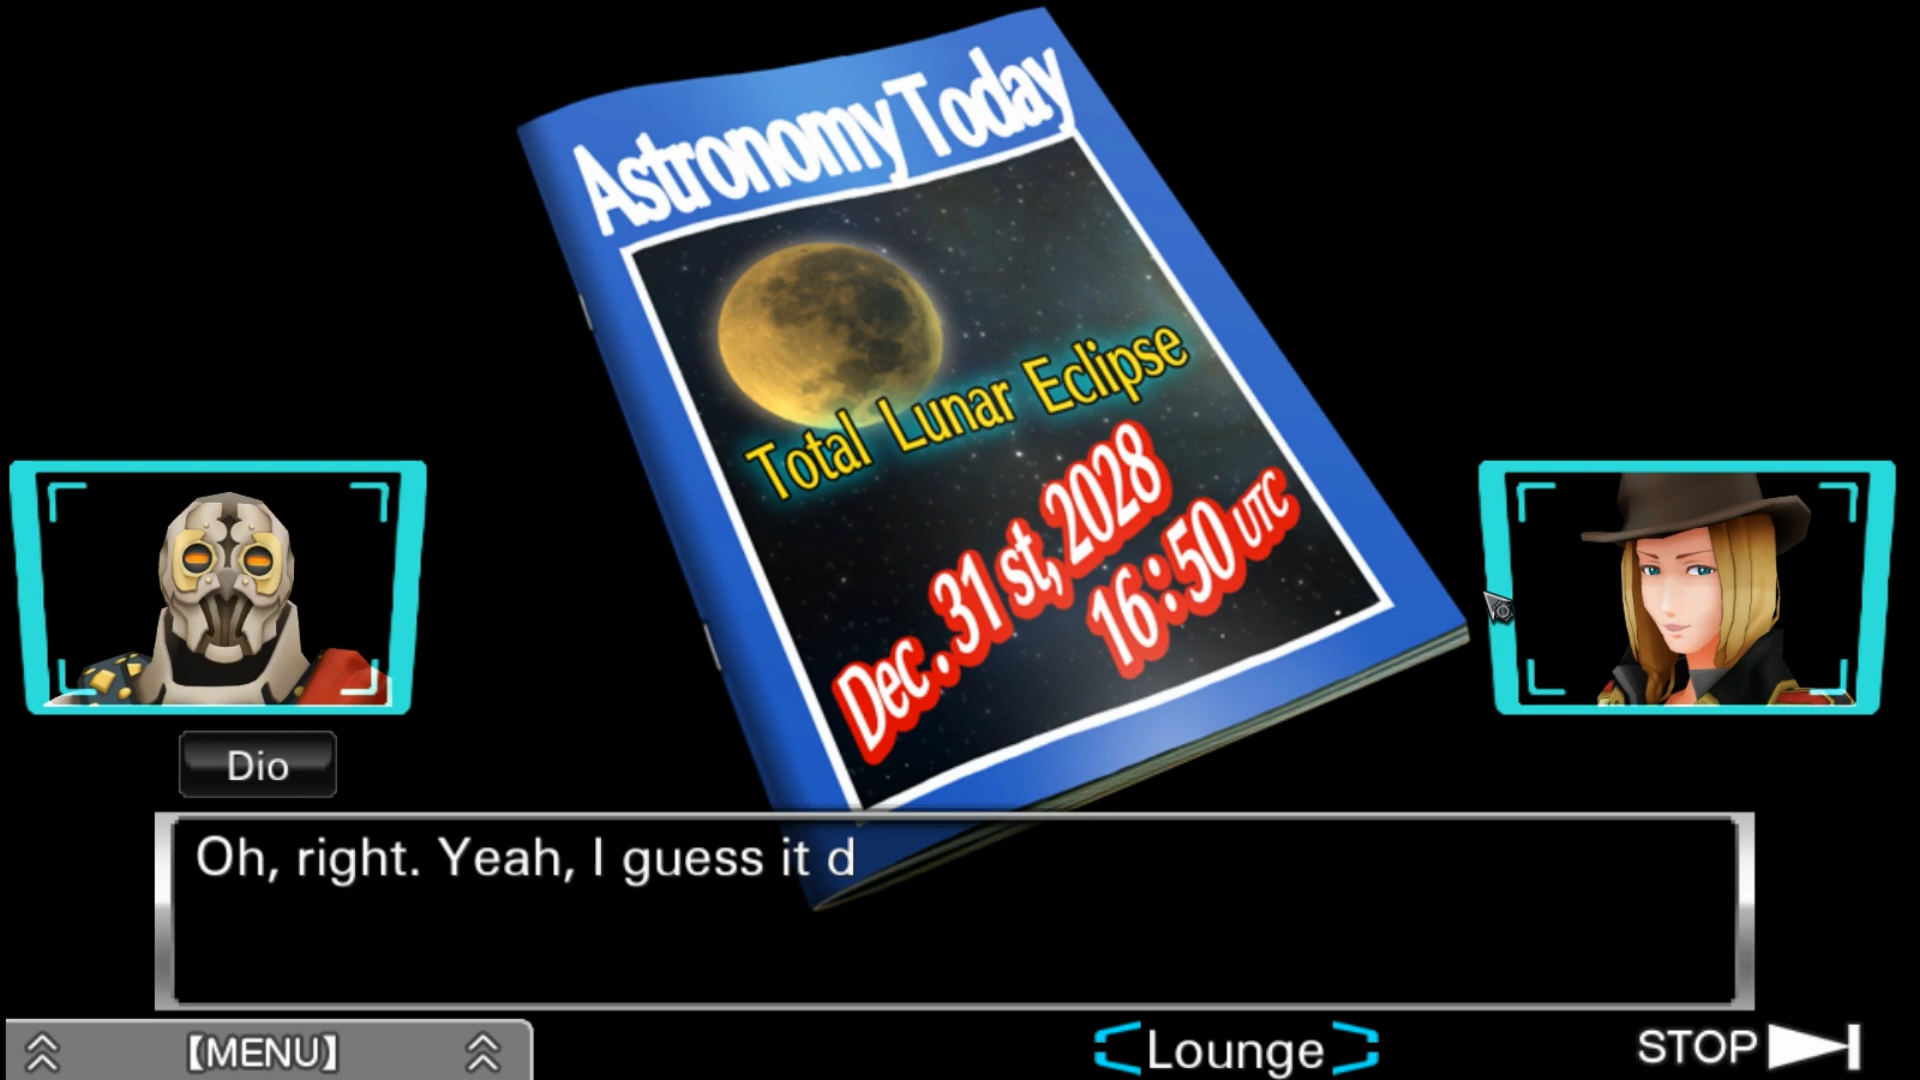 Astronomy Today
Total Lunar Eclipse
Dec. 31 st, 2028
16:50 UTC
Dio
Oh, right. Yeah, I guess it d
【MENU】
Lounge
STOP